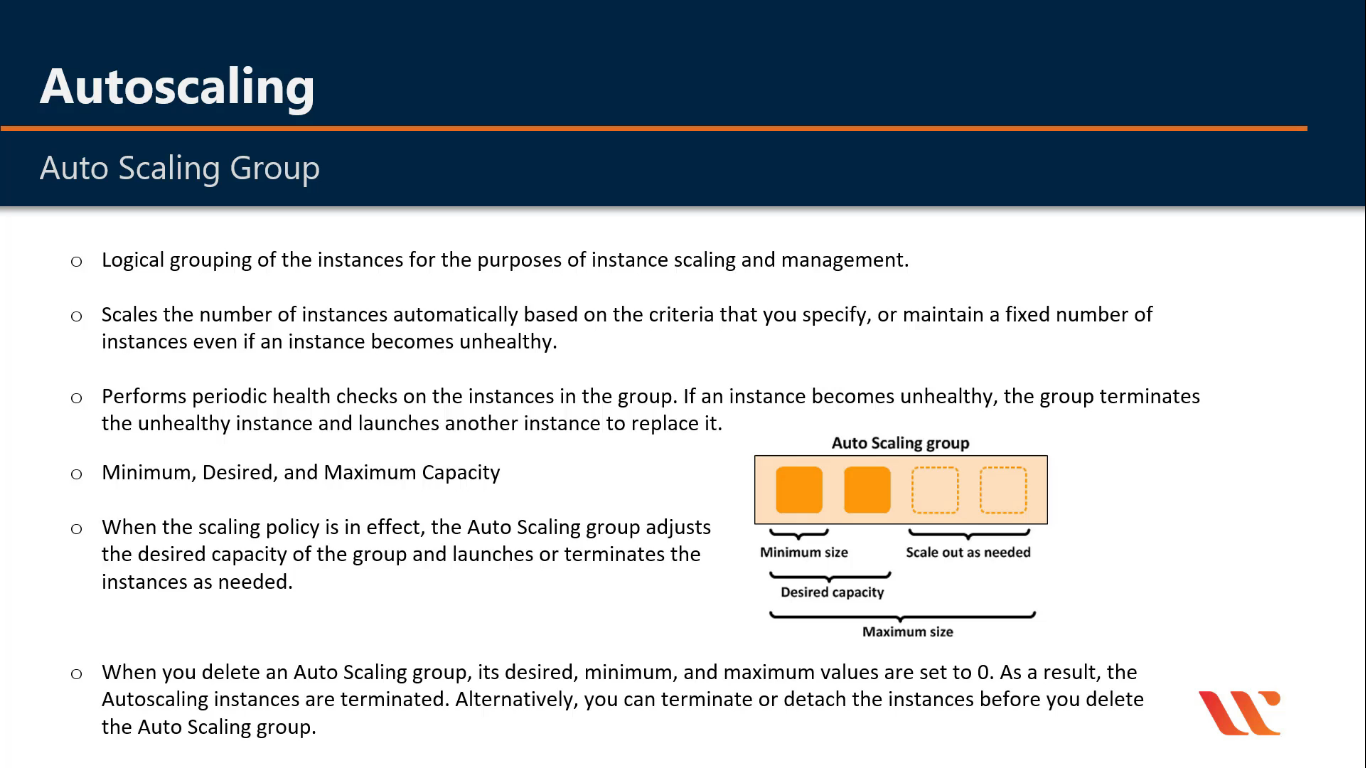 Autoscaling
Auto Scaling Group
o Logical grouping of the instances for the purposes of instance scaling and management.
o Scales the number of instances automatically based on the criteria that you specify, or maintain a fixed number of
instances even if an instance becomes unhealthy.
o Performs periodic health checks on the instances in the group. If an instance becomes unhealthy, the group terminates
the unhealthy instance and launches another instance to replace it.
o Minimum, Desired, and Maximum Capacity
o When the scaling policy is in effect, the Auto Scaling group adjusts
the desired capacity of the group and launches or terminates the
instances as needed.
Auto Scaling group
Minimum size
Scale out as needed
Desired capacity
Maximum size
o When you delete an Auto Scaling group, its desired, minimum, and maximum values are set to 0. As a result, the
Autoscaling instances are terminated. Alternatively, you can terminate or detach the instances before you delete
the Auto Scaling group.